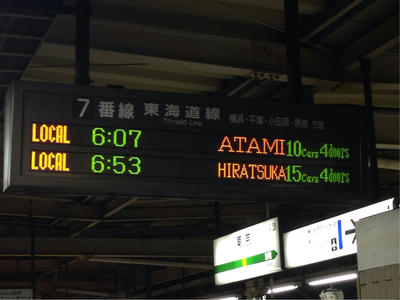 7番線 東海道線 横浜・平塚・小田原・熱海 方面
Tōkaidō Line
LOCAL 6:07 ATAMI 10Cars 4doors
LOCAL 6:53 HIRATSUKA 15Cars 4doors